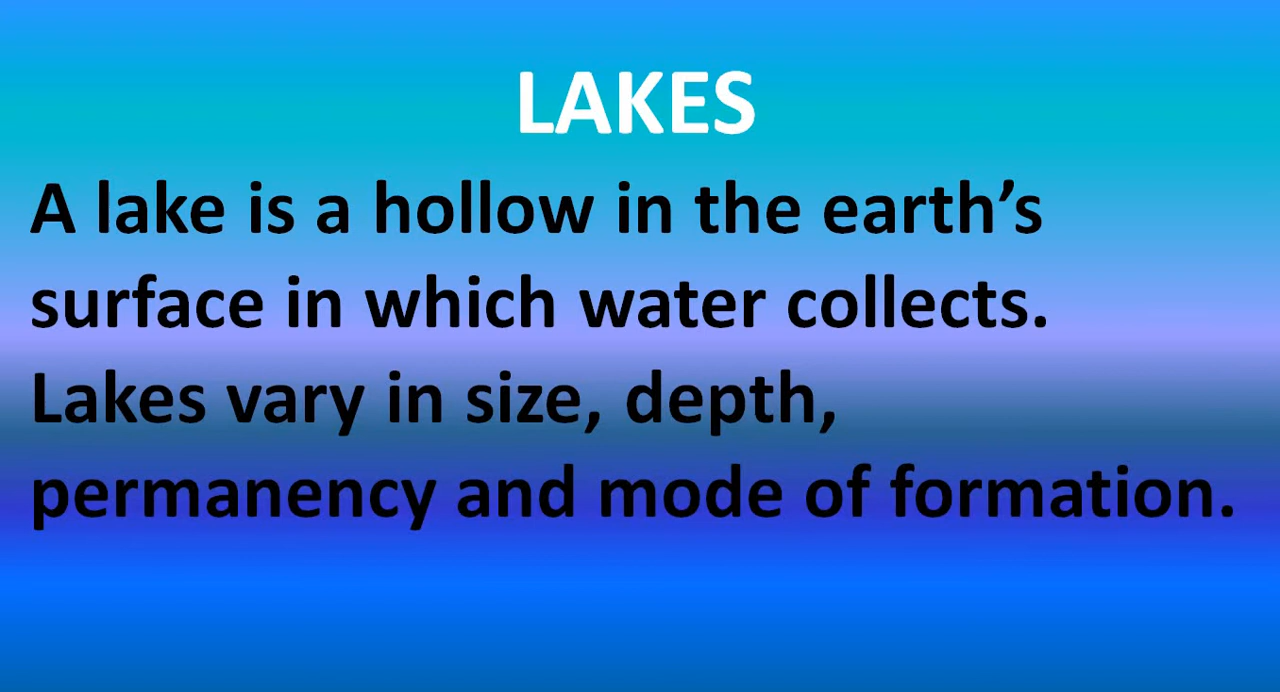 LAKES
A lake is a hollow in the earth’s
surface in which water collects.
Lakes vary in size, depth,
permanency and mode of formation.